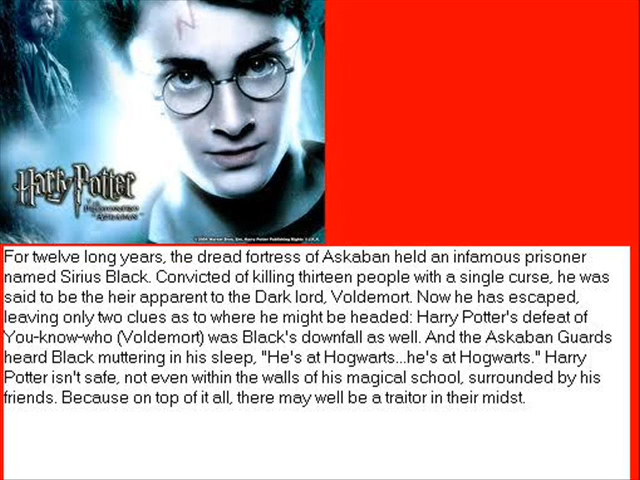 Harry Potter
For twelve long years, the dread fortress of Askaban held an infamous prisoner
named Sirius Black. Convicted of killing thirteen people with a single curse, he was
said to be the heir apparent to the Dark lord, Voldemort. Now he has escaped,
leaving only two clues as to where he might be headed: Harry Potter's defeat of
You-know-who (Voldemort) was Black's downfall as well. And the Askaban Guards
heard Black muttering in his sleep, "He's at Hogwarts...he's at Hogwarts." Harry
Potter isn't safe, not even within the walls of his magical school, surrounded by his
friends. Because on top of it all, there may well be a traitor in their midst.